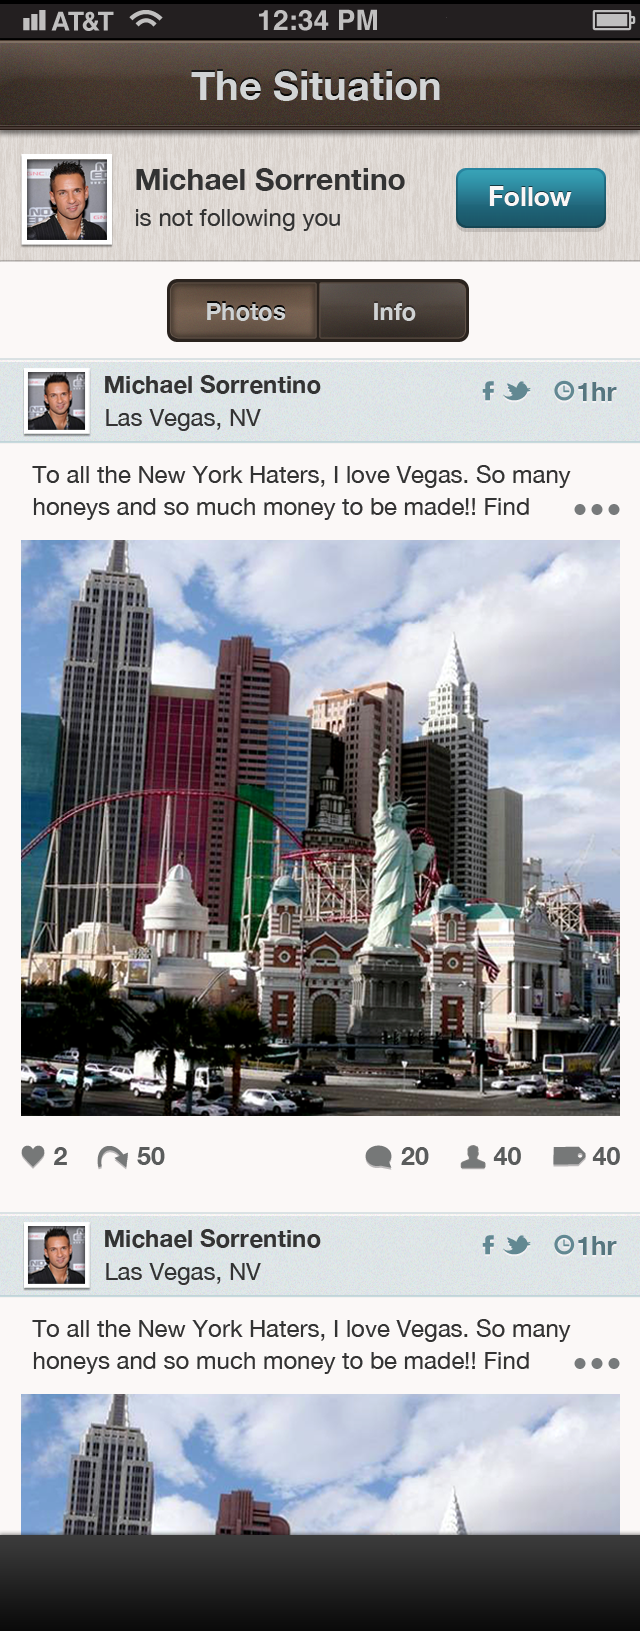 AT&T 12:34 PM
The Situation
Michael Sorrentino
is not following you
Follow
Photos Info
Michael Sorrentino
Las Vegas, NV
1hr
To all the New York Haters, I love Vegas. So many
honeys and so much money to be made!! Find
2 50 20 40 40
Michael Sorrentino
Las Vegas, NV
1hr
To all the New York Haters, I love Vegas. So many
honeys and so much money to be made!! Find